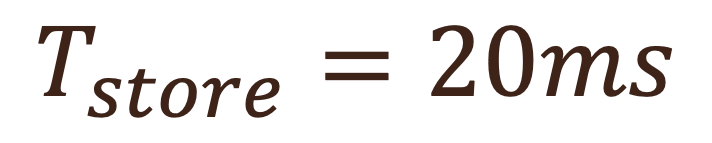 T_store = 20ms